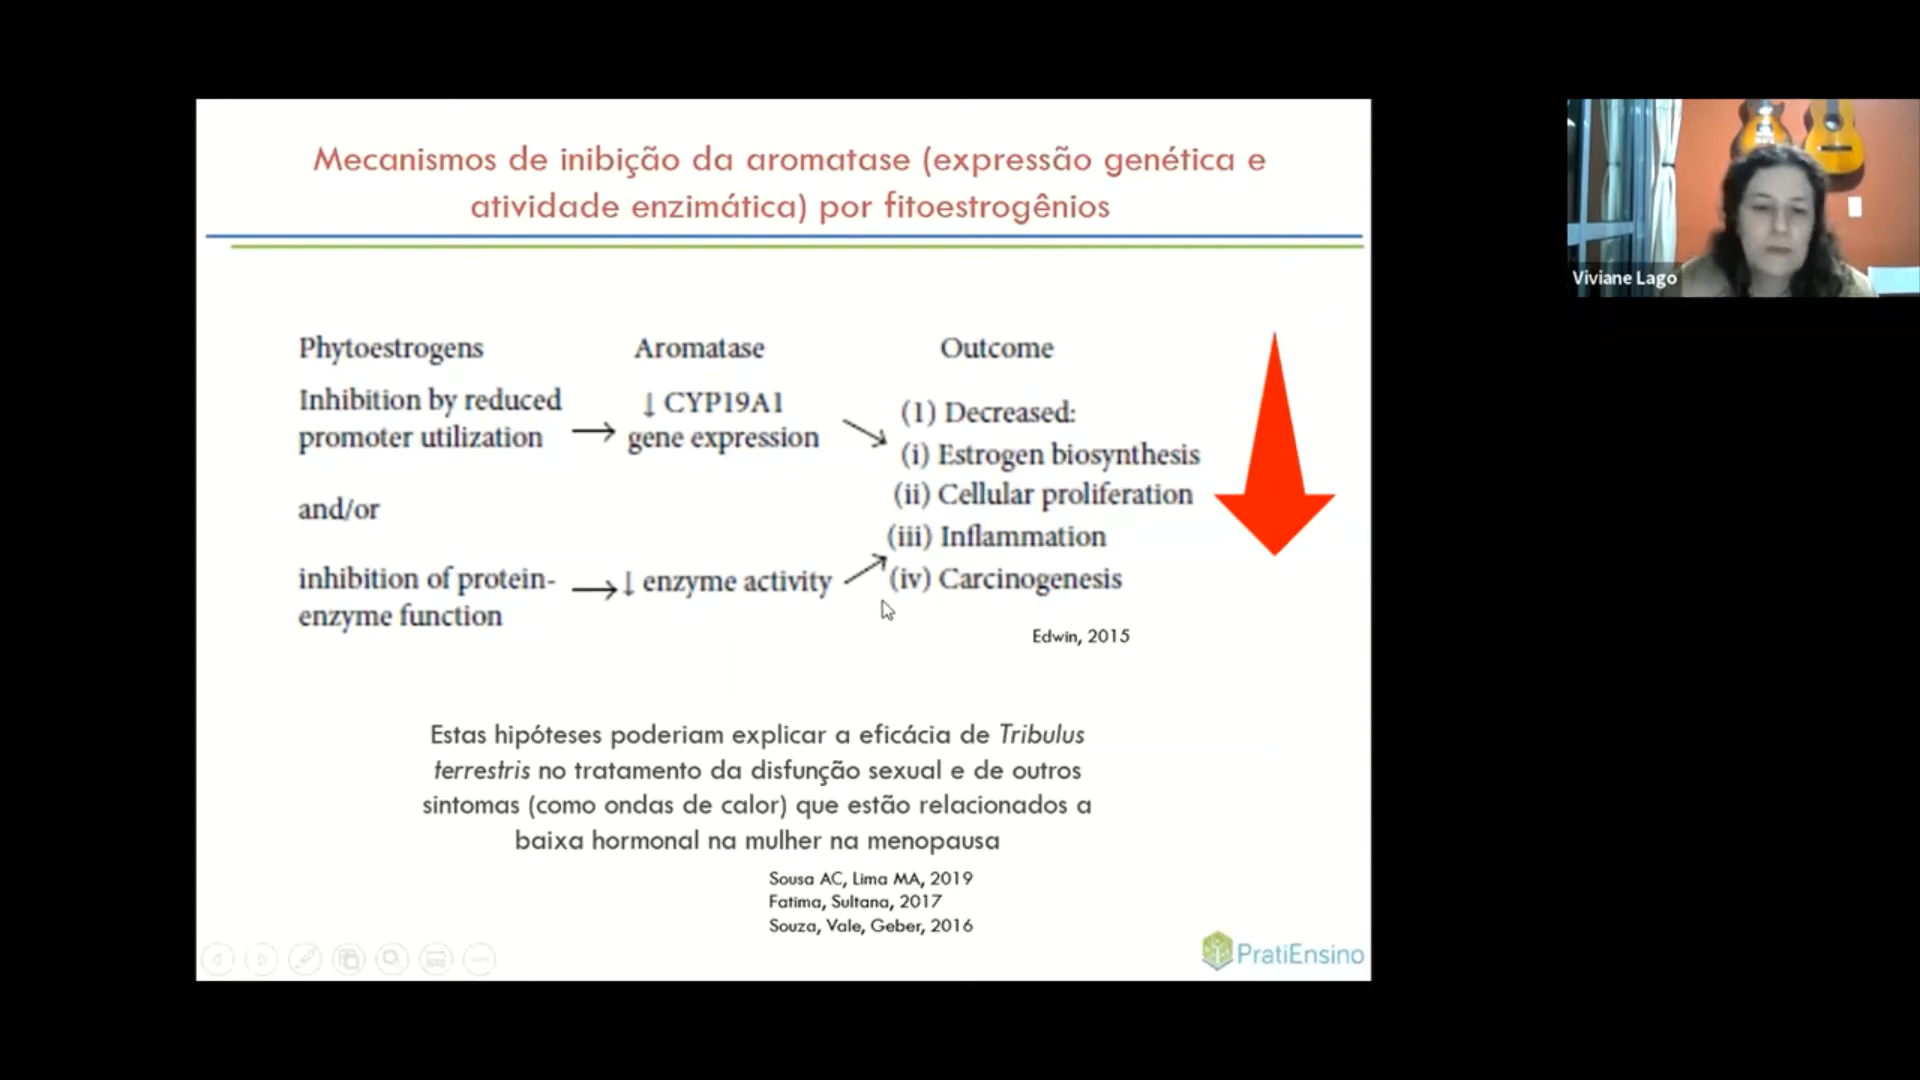 Mecanismos de inibição da aromatase (expressão genética e
atividade enzimática) por fitoestrogênios
Viviane Lago
Phytoestrogens
Aromatase
Outcome
Inhibition by reduced
promoter utilization
↓ CYP19A1
gene expression
and/or
inhibition of protein-
enzyme function
↓ enzyme activity
(1) Decreased:
(i) Estrogen biosynthesis
(ii) Cellular proliferation
(iii) Inflammation
(iv) Carcinogenesis
Edwin, 2015
Estas hipóteses poderiam explicar a eficácia de Tribulus
terrestris no tratamento da disfunção sexual e de outros
sintomas (como ondas de calor) que estão relacionados a
baixa hormonal na mulher na menopausa
Sousa AC, Lima MA, 2019
Fatima, Sultana, 2017
Souza, Vale, Geber, 2016
PratiEnsino